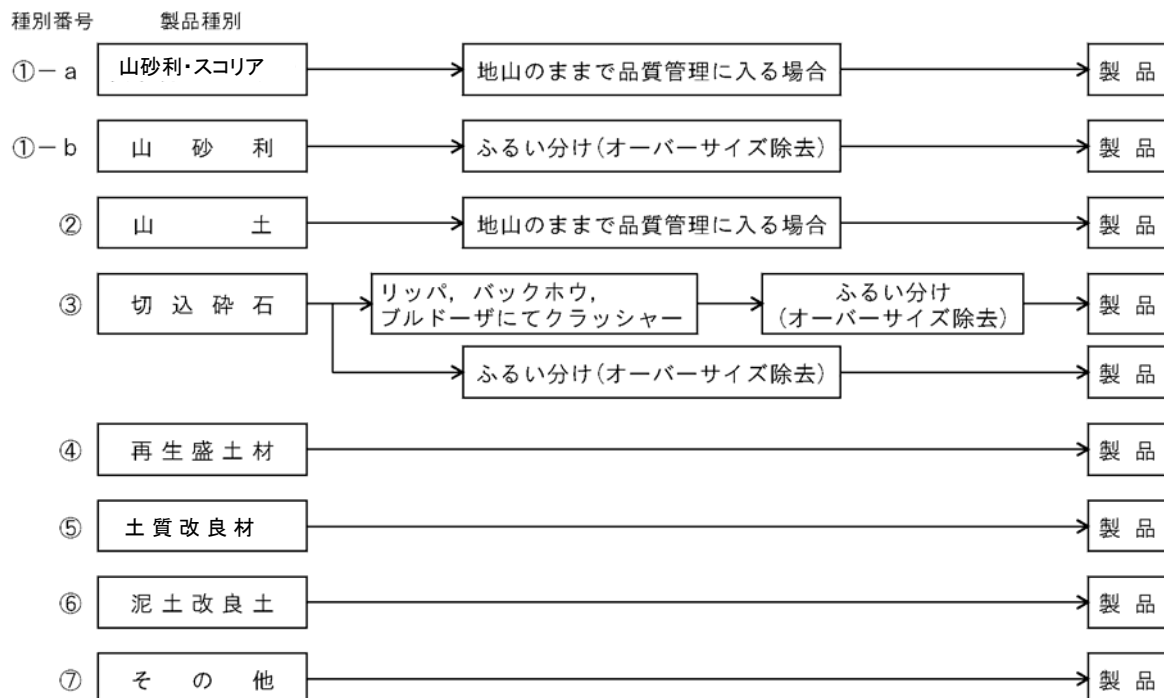 種別番号 製品種別
①－a 山砂利・スコリア 地山のままで品質管理に入る場合 製品
①－b 山砂利 ふるい分け(オーバーサイズ除去) 製品
② 山土 地山のままで品質管理に入る場合 製品
③ 切込砕石 リッパ，バックホウ，
ブルドーザにてクラッシャー ふるい分け
(オーバーサイズ除去) 製品
ふるい分け(オーバーサイズ除去) 製品
④ 再生盛土材 製品
⑤ 土質改良材 製品
⑥ 泥土改良土 製品
⑦ その他 製品